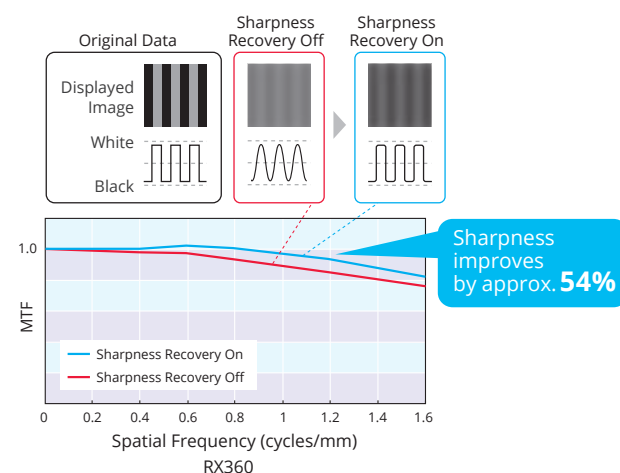 Original Data
Sharpness
Recovery Off
Sharpness
Recovery On
Displayed
Image
White
Black
1.0
MTF
Sharpness
improves
by approx. 54%
Sharpness Recovery On
Sharpness Recovery Off
0 0.2 0.4 0.6 0.8 1 1.2 1.4 1.6
Spatial Frequency (cycles/mm)
RX360